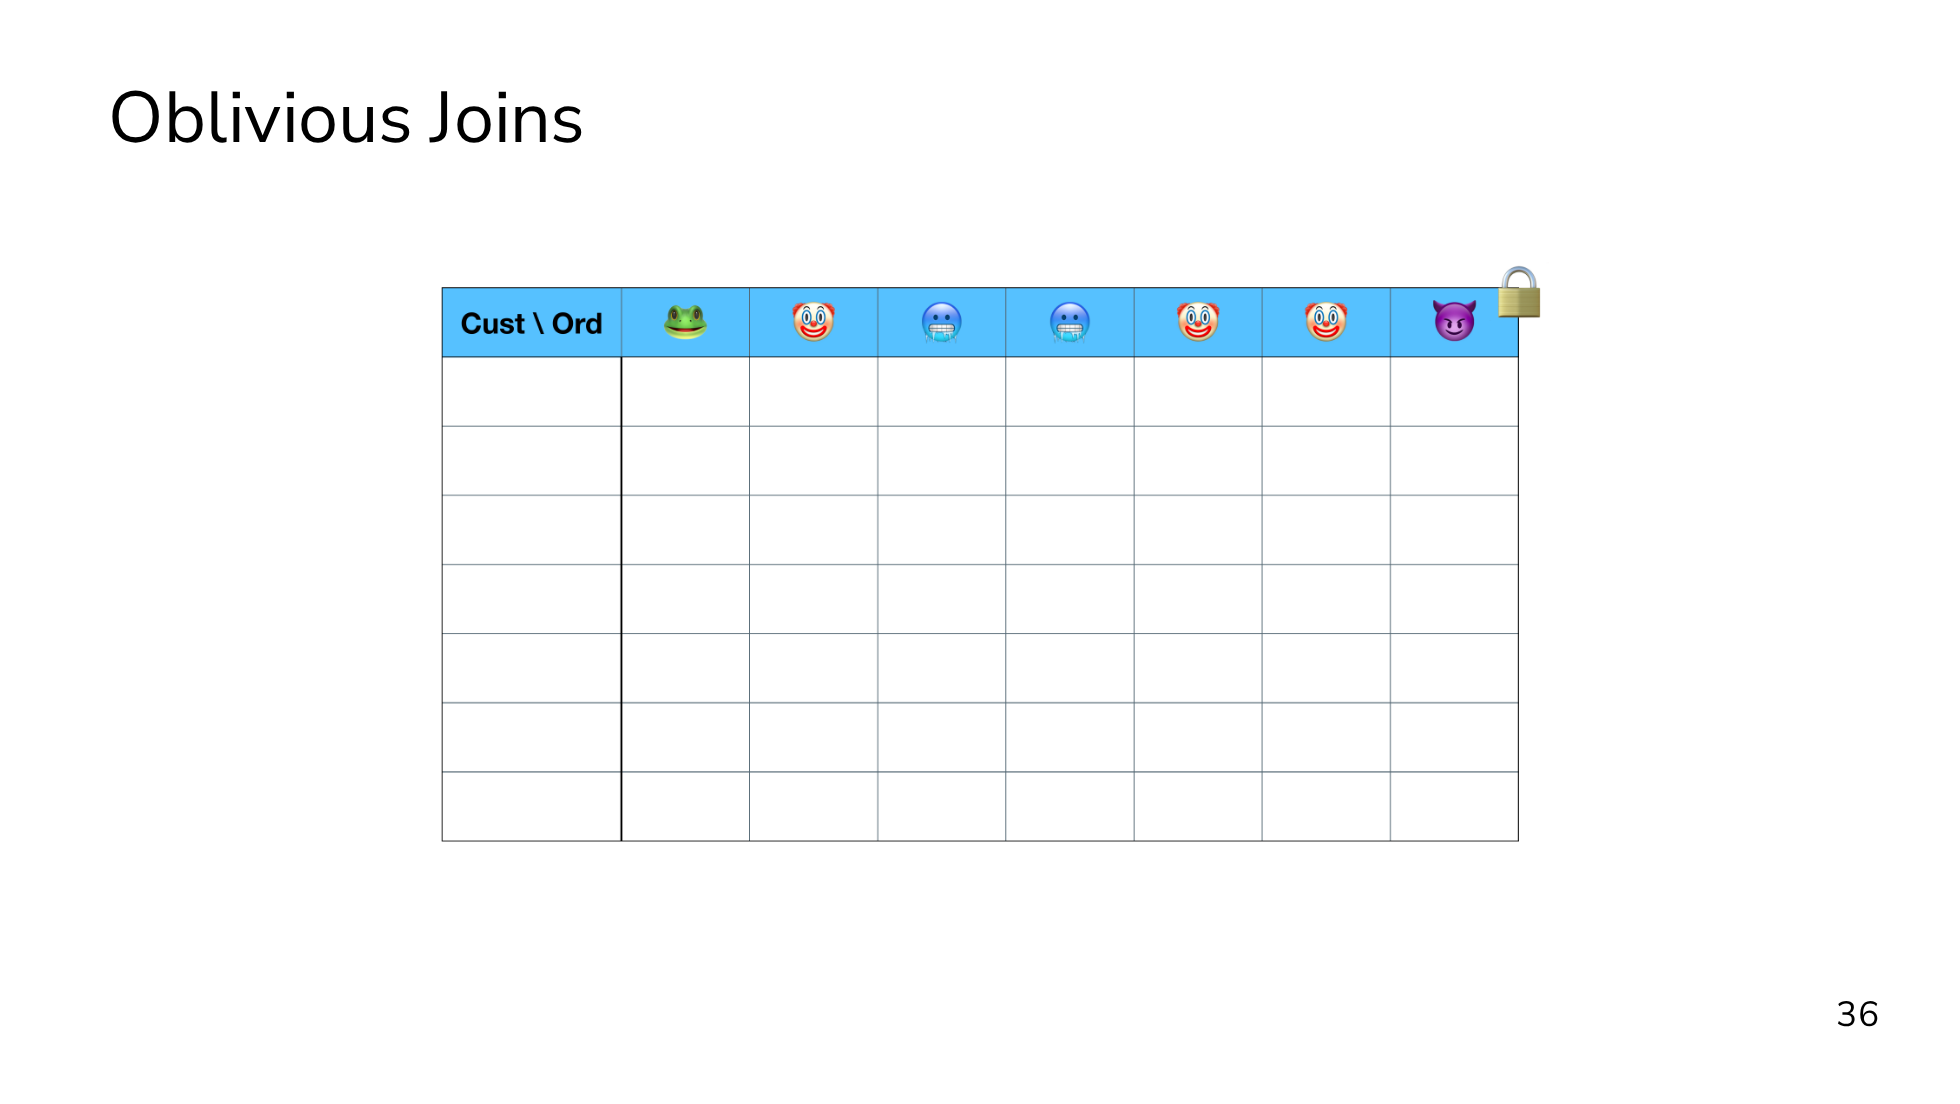 Oblivious Joins
Cust \ Ord 🐸 🤡 🥶 🥶 🤡 🤡 😈
36